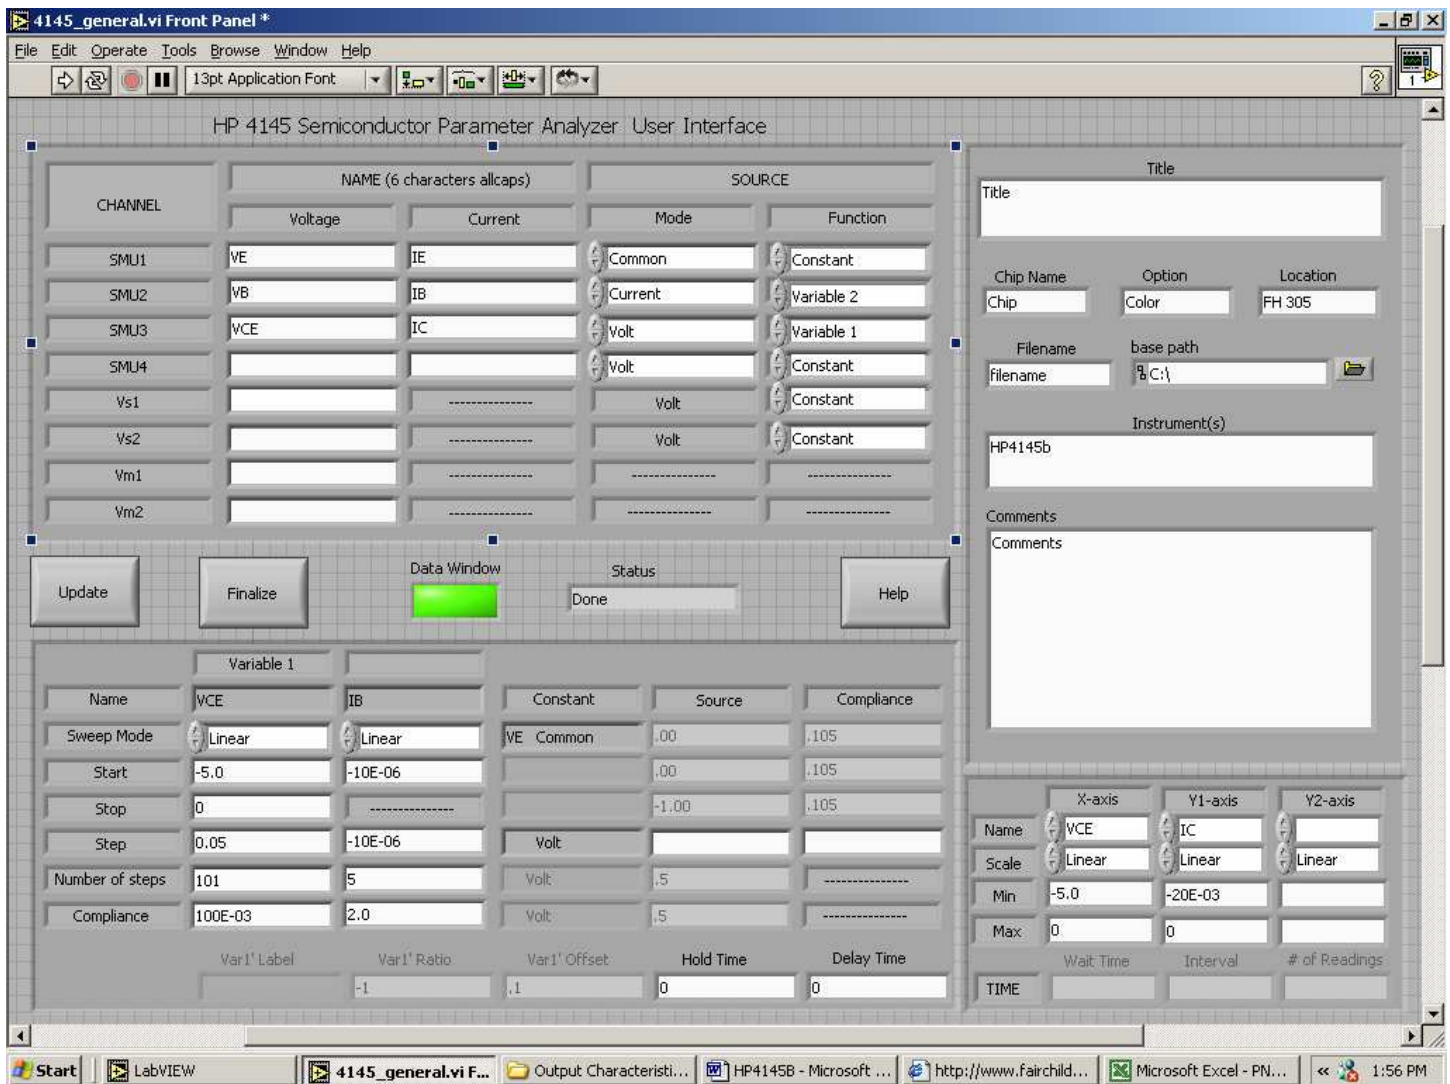 4145_general.vi Front Panel *
File Edit Operate Tools Browse Window Help
13pt Application Font
1
HP 4145 Semiconductor Parameter Analyzer User Interface
CHANNEL NAME (6 characters allcaps) SOURCE
Voltage Current Mode Function
SMU1 VE IE Common Constant
SMU2 VB IB Current Variable 2
SMU3 VCE IC Volt Variable 1
SMU4 Volt Constant
Vs1 -------------- Volt Constant
Vs2 -------------- Volt Constant
Vm1 -------------- -------------- --------------
Vm2 -------------- -------------- --------------
Update Finalize Data Window Status Done Help
Variable 1
Name VCE IB Constant Source Compliance
Sweep Mode Linear Linear VE Common .00 .105
Start -5.0 -10E-06 .00 .105
Stop 0 -------------- -1.00 .105
Step 0.05 -10E-06 Volt
Number of steps 101 5 Volt .5 --------------
Compliance 100E-03 2.0 Volt .5 --------------
Var1' Label Var1' Ratio Var1' Offset Hold Time Delay Time
-1 .1 0 0
Title
Title
Chip Name Option Location
Chip Color FH 305
Filename base path
filename C:\
Instrument(s)
HP4145b
Comments
Comments
X-axis Y1-axis Y2-axis
Name VCE IC
Scale Linear Linear Linear
Min -5.0 -20E-03
Max 0 0
Wait Time Interval # of Readings
TIME
Start LabVIEW 4145_general.vi F... Output Characteristi... HP4145B - Microsoft ... http://www.fairchild... Microsoft Excel - PN... « 1:56 PM